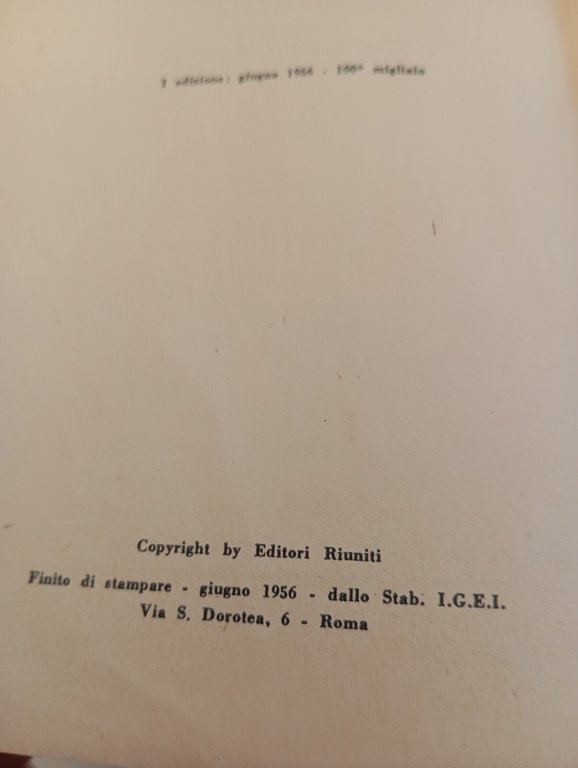 I edizione: giugno 1956 - 100° migliaio
Copyright by Editori Riuniti
Finito di stampare - giugno 1956 - dallo Stab. I.G.E.I.
Via S. Dorotea, 6 - Roma